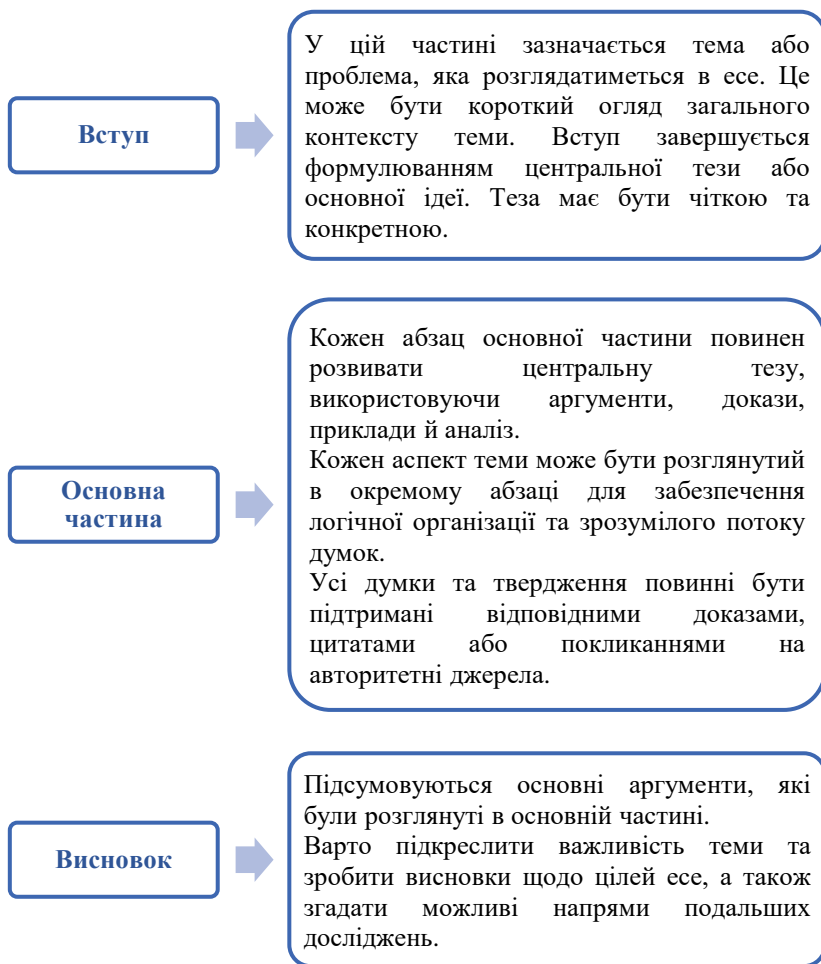 Вступ
У цій частині зазначається тема або
проблема, яка розглядатиметься в есе. Це
може бути короткий огляд загального
контексту теми. Вступ завершується
формулюванням центральної тези або
основної ідеї. Теза має бути чіткою та
конкретною.
Основна
частина
Кожен абзац основної частини повинен
розвивати центральну тезу,
використовуючи аргументи, докази,
приклади й аналіз.
Кожен аспект теми може бути розглянутий
в окремому абзаці для забезпечення
логічної організації та зрозумілого потоку
думок.
Усі думки та твердження повинні бути
підтримані відповідними доказами,
цитатами або покликаннями на
авторитетні джерела.
Висновок
Підсумовуються основні аргументи, які
були розглянуті в основній частині.
Варто підкреслити важливість теми та
зробити висновки щодо цілей есе, а також
згадати можливі напрями подальших
досліджень.